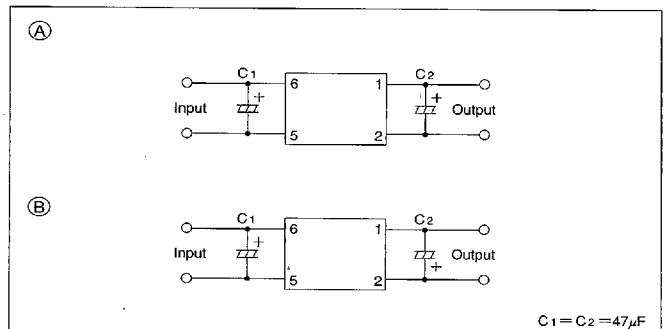 Ⓐ
C1 C2
+ +
6 1
Input Output
5 2
Ⓑ
C1 C2
6 1
+
Input Output
+
5 2
C1=C2=47μF